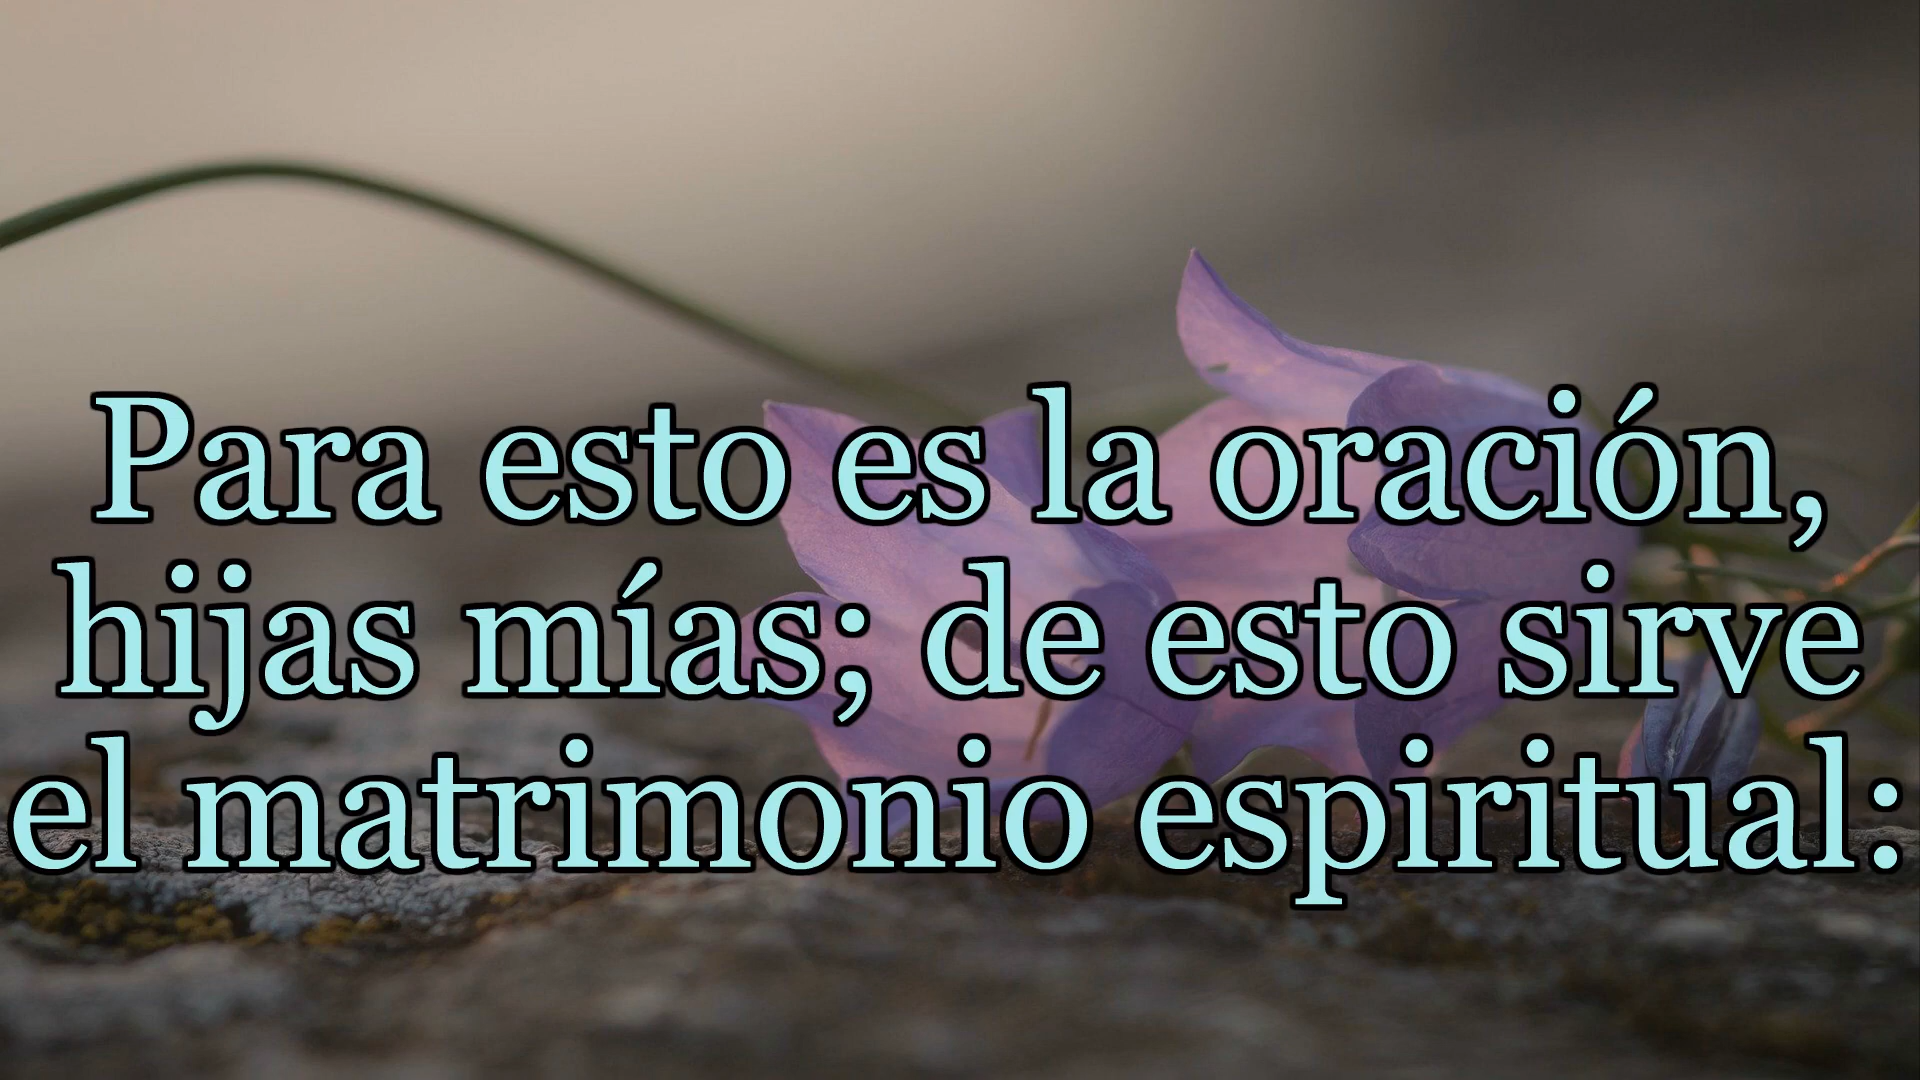 Para esto es la oración,
hijas mías; de esto sirve
el matrimonio espiritual: